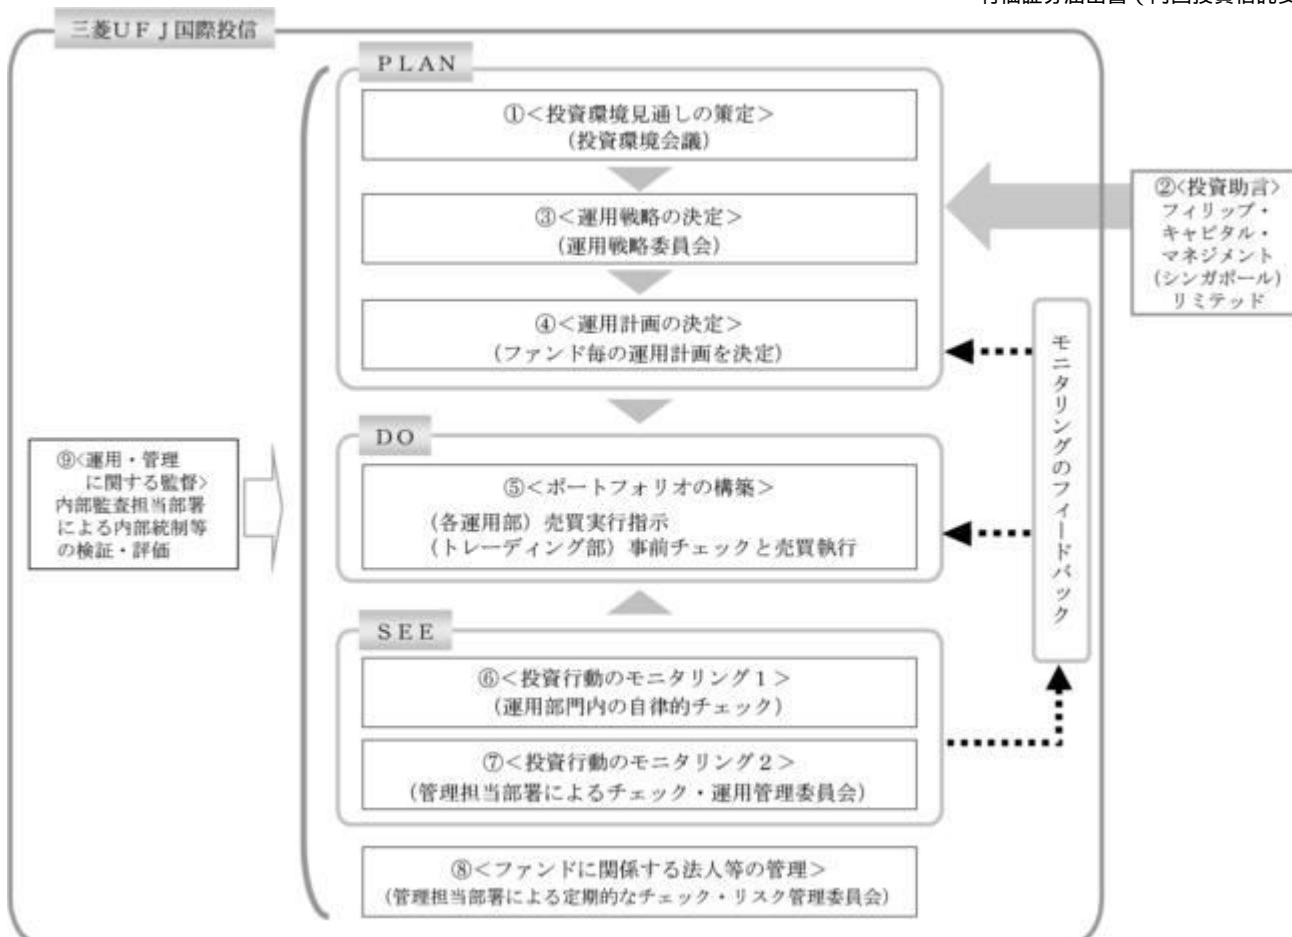 三菱ＵＦＪ国際投信
ＰＬＡＮ
①＜投資環境見通しの策定＞
（投資環境会議）
③＜運用戦略の決定＞
（運用戦略委員会）
④＜運用計画の決定＞
（ファンド毎の運用計画を決定）
②＜投資助言＞
フィリップ・
キャピタル・
マネジメント
（シンガポール）
リミテッド
モニタリングのフィードバック
ＤＯ
⑤＜ポートフォリオの構築＞
（各運用部）売買実行指示
（トレーディング部）事前チェックと売買執行
⑨＜運用・管理
に関する監督＞
内部監査担当部署
による内部統制等
の検証・評価
ＳＥＥ
⑥＜投資行動のモニタリング１＞
（運用部門内の自律的チェック）
⑦＜投資行動のモニタリング２＞
（管理担当部署によるチェック・運用管理委員会）
⑧＜ファンドに関係する法人等の管理＞
（管理担当部署による定期的なチェック・リスク管理委員会）